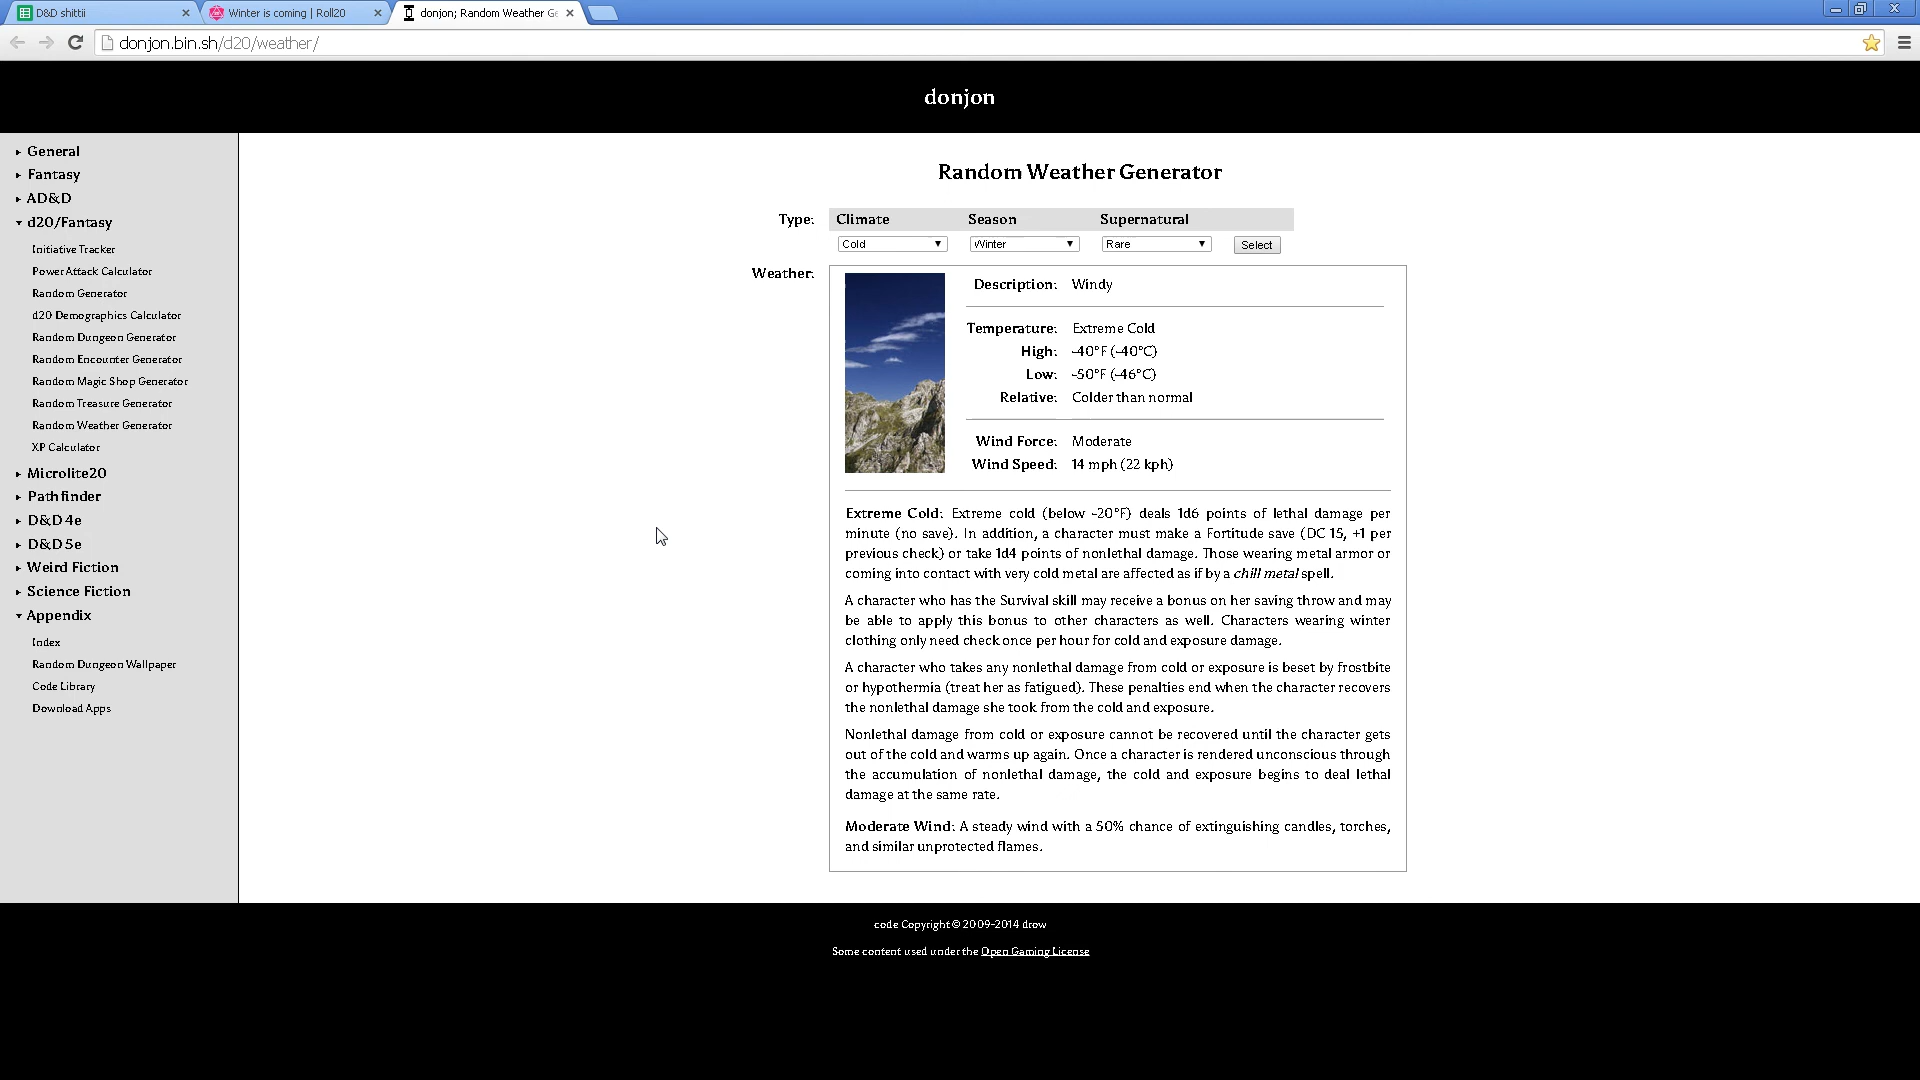 D&D shittii
Winter is coming | Roll20
donjon; Random Weather Ge
donjon.bin.sh/d20/weather/
donjon
General
Fantasy
AD&D
d20/Fantasy
Initiative Tracker
Power Attack Calculator
Random Generator
d20 Demographics Calculator
Random Dungeon Generator
Random Encounter Generator
Random Magic Shop Generator
Random Treasure Generator
Random Weather Generator
XP Calculator
Microlite20
Pathfinder
D&D 4e
D&D 5e
Weird Fiction
Science Fiction
Appendix
Index
Random Dungeon Wallpaper
Code Library
Download Apps
Random Weather Generator
Type: Climate Season Supernatural
Cold Winter Rare Select
Weather:
Description: Windy
Temperature: Extreme Cold
High: -40°F (-40°C)
Low: -50°F (-46°C)
Relative: Colder than normal
Wind Force: Moderate
Wind Speed: 14 mph (22 kph)
Extreme Cold: Extreme cold (below -20°F) deals 1d6 points of lethal damage per
minute (no save). In addition, a character must make a Fortitude save (DC 15, +1 per
previous check) or take 1d4 points of nonlethal damage. Those wearing metal armor or
coming into contact with very cold metal are affected as if by a chill metal spell.
A character who has the Survival skill may receive a bonus on her saving throw and may
be able to apply this bonus to other characters as well. Characters wearing winter
clothing only need check once per hour for cold and exposure damage.
A character who takes any nonlethal damage from cold or exposure is beset by frostbite
or hypothermia (treat her as fatigued). These penalties end when the character recovers
the nonlethal damage she took from the cold and exposure.
Nonlethal damage from cold or exposure cannot be recovered until the character gets
out of the cold and warms up again. Once a character is rendered unconscious through
the accumulation of nonlethal damage, the cold and exposure begins to deal lethal
damage at the same rate.
Moderate Wind: A steady wind with a 50% chance of extinguishing candles, torches,
and similar unprotected flames.
code Copyright © 2009-2014 drow
Some content used under the Open Gaming License